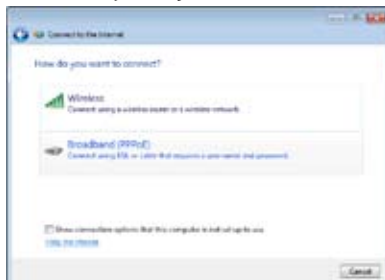 Connect to the Internet
How do you want to connect?
Wireless
Connect using a wireless router or a wireless network.
Broadband (PPPoE)
Connect using DSL or cable that requires a user name and password.
Show connection options that this computer is not set up to use
Help me choose
Cancel